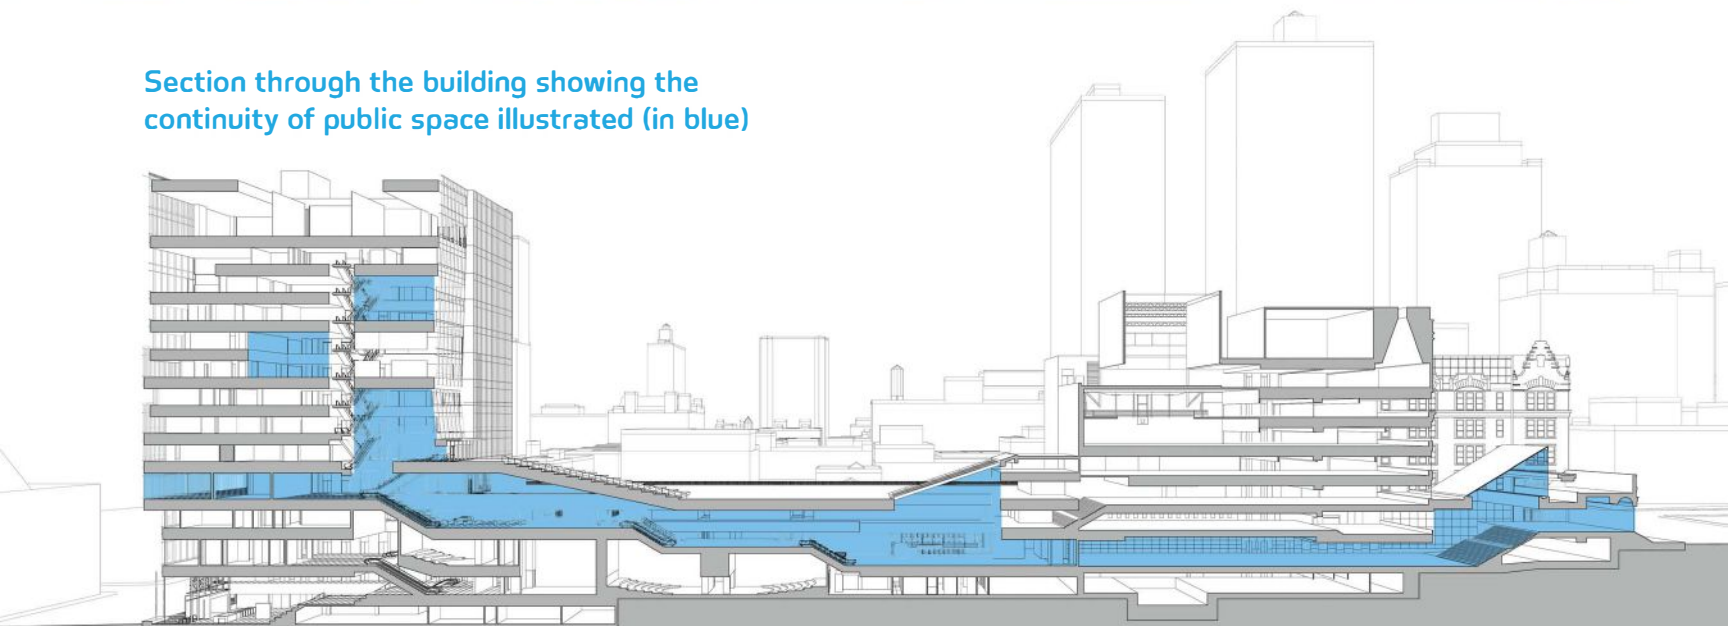 Section through the building showing the
continuity of public space illustrated (in blue)